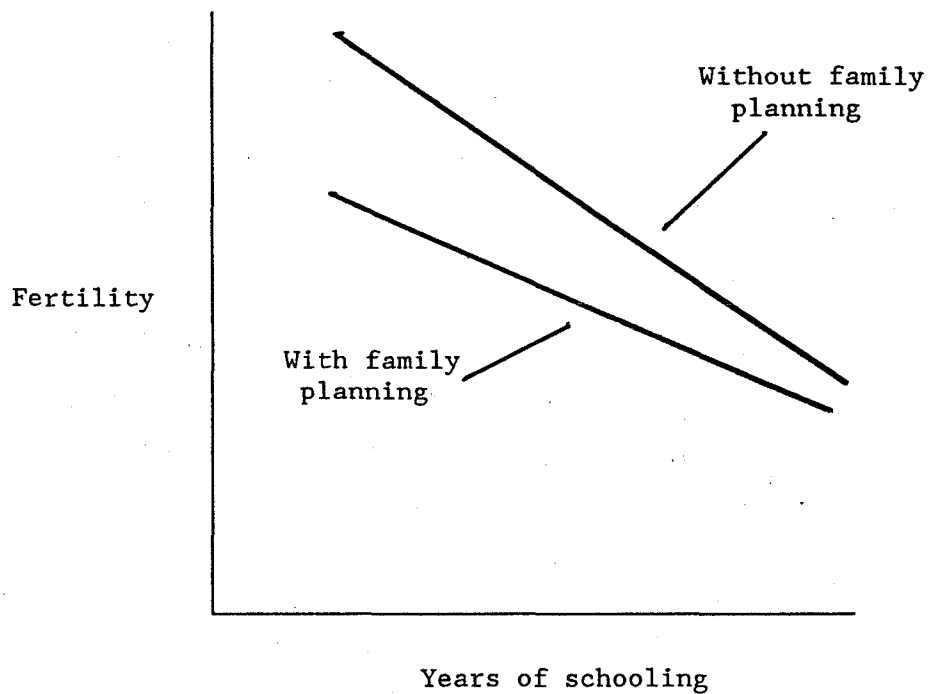 Without family
planning
Fertility
With family
planning
Years of schooling